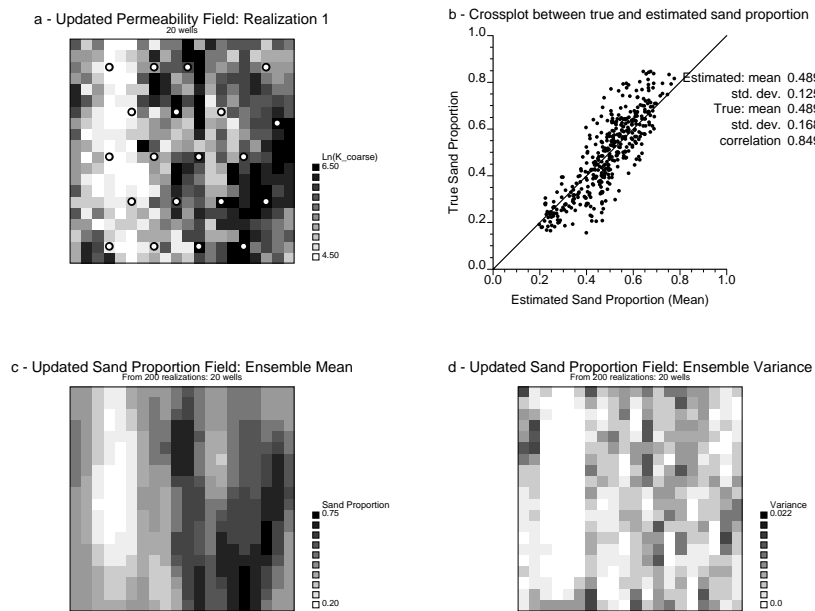 a - Updated Permeability Field: Realization 1
20 wells
Ln(K_coarse)
6.50
4.50
b - Crossplot between true and estimated sand proportion
True Sand Proportion
1.0
0.8
0.6
0.4
0.2
0.0
0.0 0.2 0.4 0.6 0.8 1.0
Estimated Sand Proportion (Mean)
Estimated: mean 0.489
std. dev. 0.125
True: mean 0.489
std. dev. 0.168
correlation 0.849
c - Updated Sand Proportion Field: Ensemble Mean
From 200 realizations: 20 wells
Sand Proportion
0.75
0.20
d - Updated Sand Proportion Field: Ensemble Variance
From 200 realizations: 20 wells
Variance
0.022
0.0